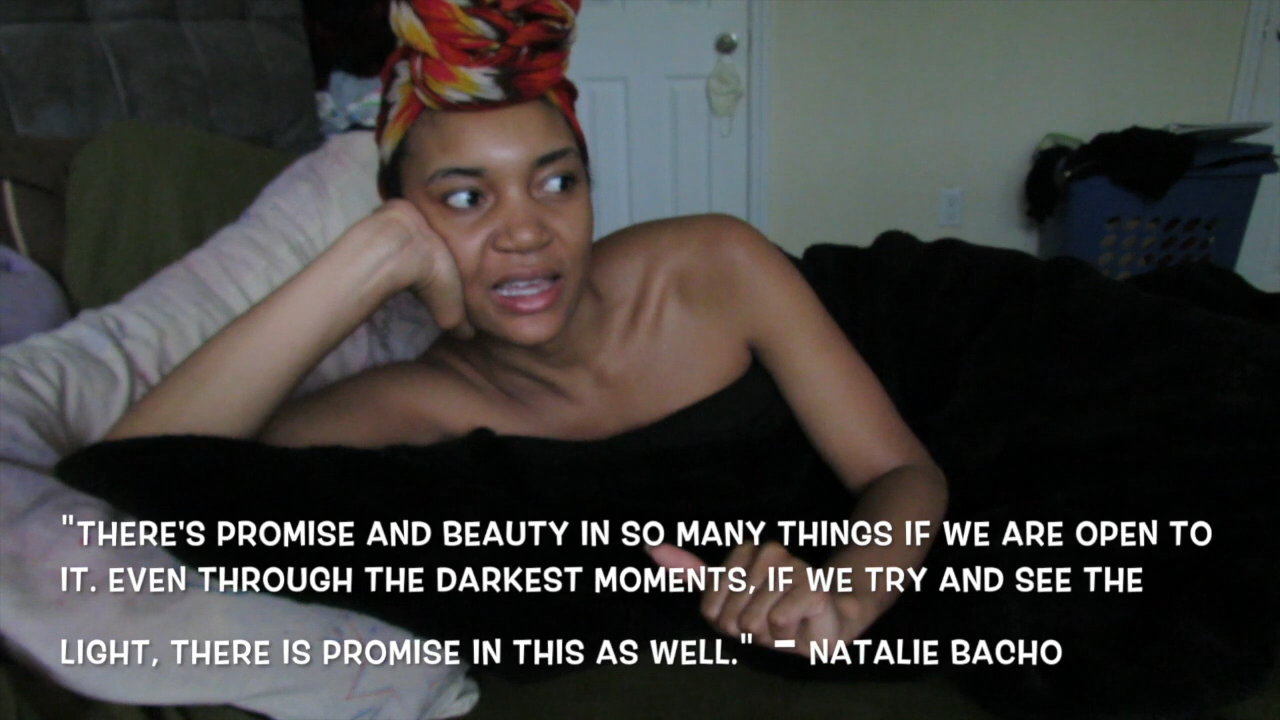 "THERE'S PROMISE AND BEAUTY IN SO MANY THINGS IF WE ARE OPEN TO
IT. EVEN THROUGH THE DARKEST MOMENTS, IF WE TRY AND SEE THE
LIGHT, THERE IS PROMISE IN THIS AS WELL." - NATALIE BACHO